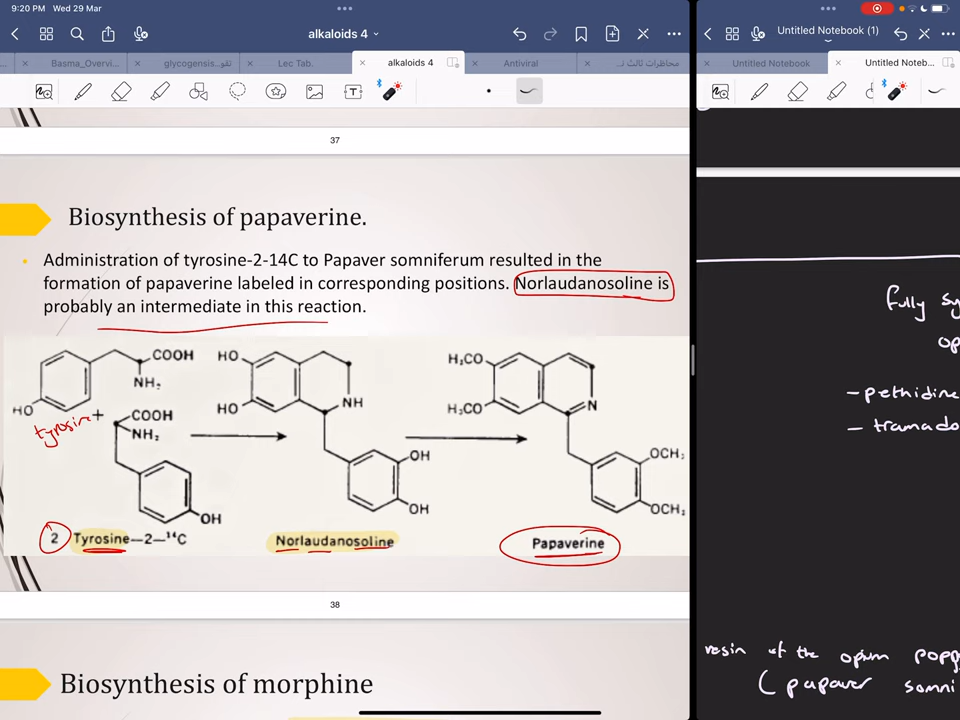 9:20 PM Wed 29 Mar
alkaloids 4
Untitled Notebook (1)
Basma_Overvi...
glycogensis..تقو
Lec Tab.
alkaloids 4
Antiviral
محاظرات ثالث ن...
Untitled Notebook
Untitled Noteb...
37
Biosynthesis of papaverine.
Administration of tyrosine-2-14C to Papaver somniferum resulted in the
formation of papaverine labeled in corresponding positions. Norlaudanosoline is
probably an intermediate in this reaction.
COOH
NH₂
HO
tyrosine +
COOH
NH₂
OH
HO
HO
NH
OH
OH
H₃CO
H₃CO
N
OCH₃
OCH₃
2 Tyrosine-2-¹⁴C
Norlaudanosoline
Papaverine
38
Biosynthesis of morphine
fully sy
op
- pethidine
- tramado
resin of the opium popp
( papaver somni